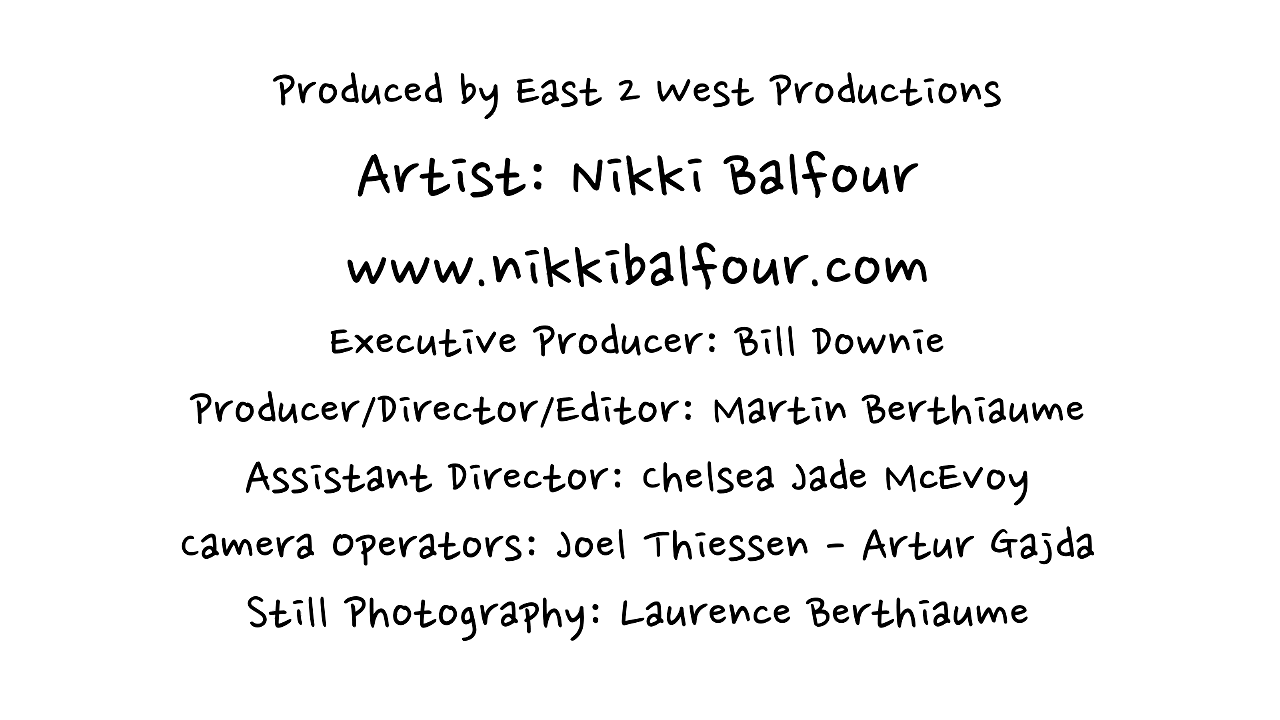 Produced by East 2 West Productions
Artist: Nikki Balfour
www.nikkibalfour.com
Executive Producer: Bill Downie
Producer/Director/Editor: Martin Berthiaume
Assistant Director: Chelsea Jade McEvoy
Camera Operators: Joel Thiessen - Artur Gajda
Still Photography: Laurence Berthiaume